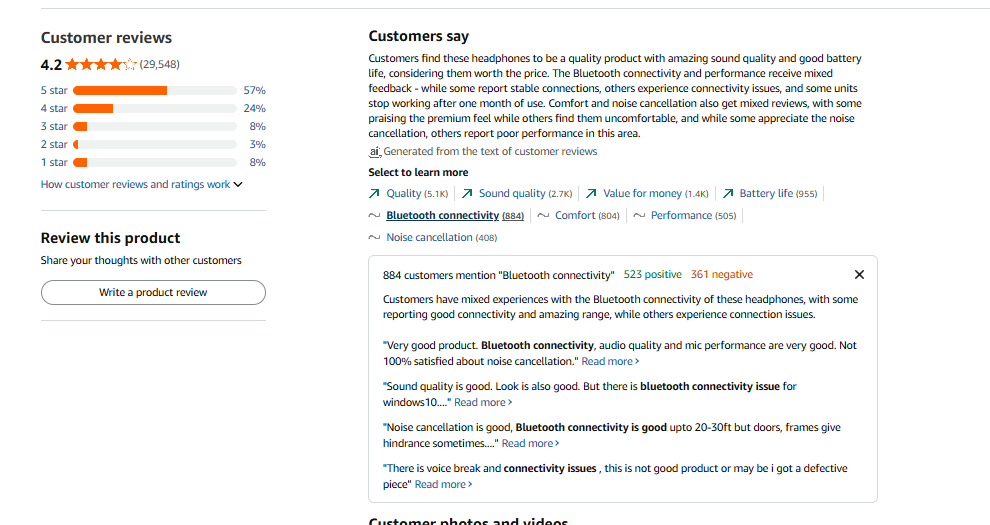 Customer reviews
4.2 (29,548)
5 star 57%
4 star 24%
3 star 8%
2 star 3%
1 star 8%
How customer reviews and ratings work
Review this product
Share your thoughts with other customers
Write a product review
Customers say
Customers find these headphones to be a quality product with amazing sound quality and good battery
life, considering them worth the price. The Bluetooth connectivity and performance receive mixed
feedback - while some report stable connections, others experience connectivity issues, and some units
stop working after one month of use. Comfort and noise cancellation also get mixed reviews, with some
praising the premium feel while others find them uncomfortable, and while some appreciate the noise
cancellation, others report poor performance in this area.
ai Generated from the text of customer reviews
Select to learn more
Quality (5.1K) Sound quality (2.7K) Value for money (1.4K) Battery life (955)
Bluetooth connectivity (884) Comfort (804) Performance (505)
Noise cancellation (408)
884 customers mention "Bluetooth connectivity" 523 positive 361 negative
Customers have mixed experiences with the Bluetooth connectivity of these headphones, with some
reporting good connectivity and amazing range, while others experience connection issues.
"Very good product. Bluetooth connectivity, audio quality and mic performance are very good. Not
100% satisfied about noise cancellation." Read more
"Sound quality is good. Look is also good. But there is bluetooth connectivity issue for
windows10...." Read more
"Noise cancellation is good, Bluetooth connectivity is good upto 20-30ft but doors, frames give
hindrance sometimes...." Read more
"There is voice break and connectivity issues , this is not good product or may be i got a defective
piece" Read more
Customer photos and videos